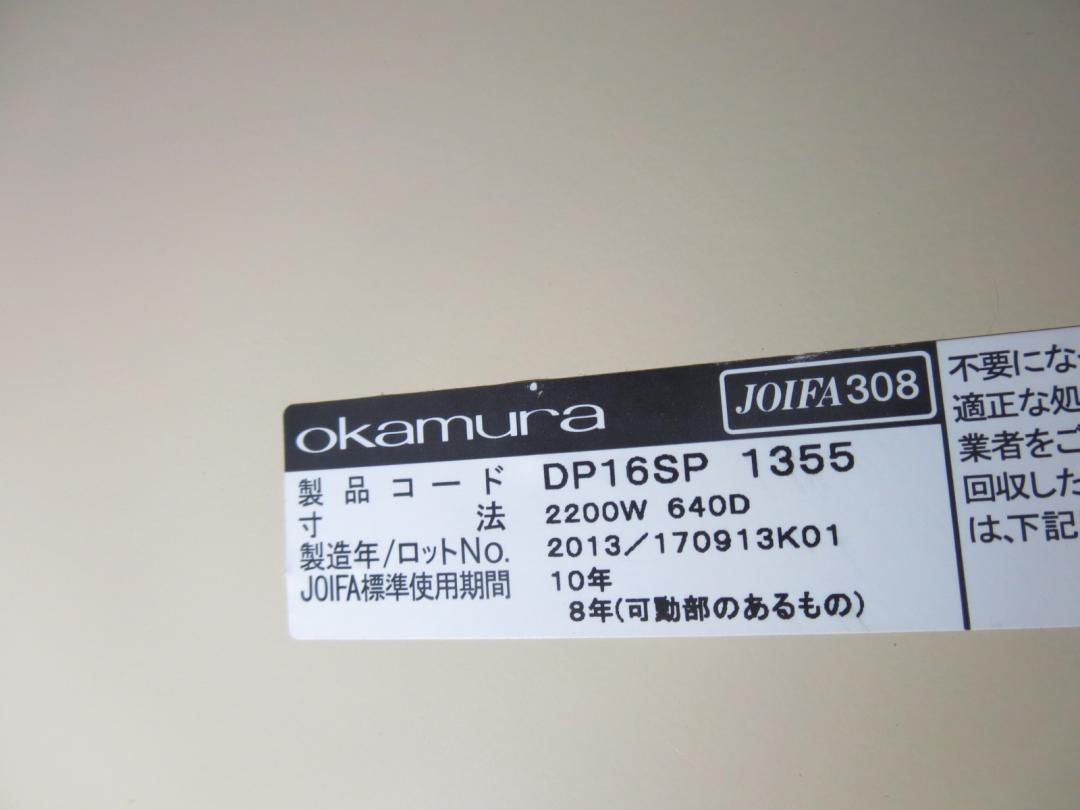 okamura JOIFA308
製品コード DP16SP 1355
寸法 2200W 640D
製造年/ロットNo. 2013/170913K01
JOIFA標準使用期間 10年
8年(可動部のあるもの)
不要にな
適正な処
業者をご
回収した
は、下記